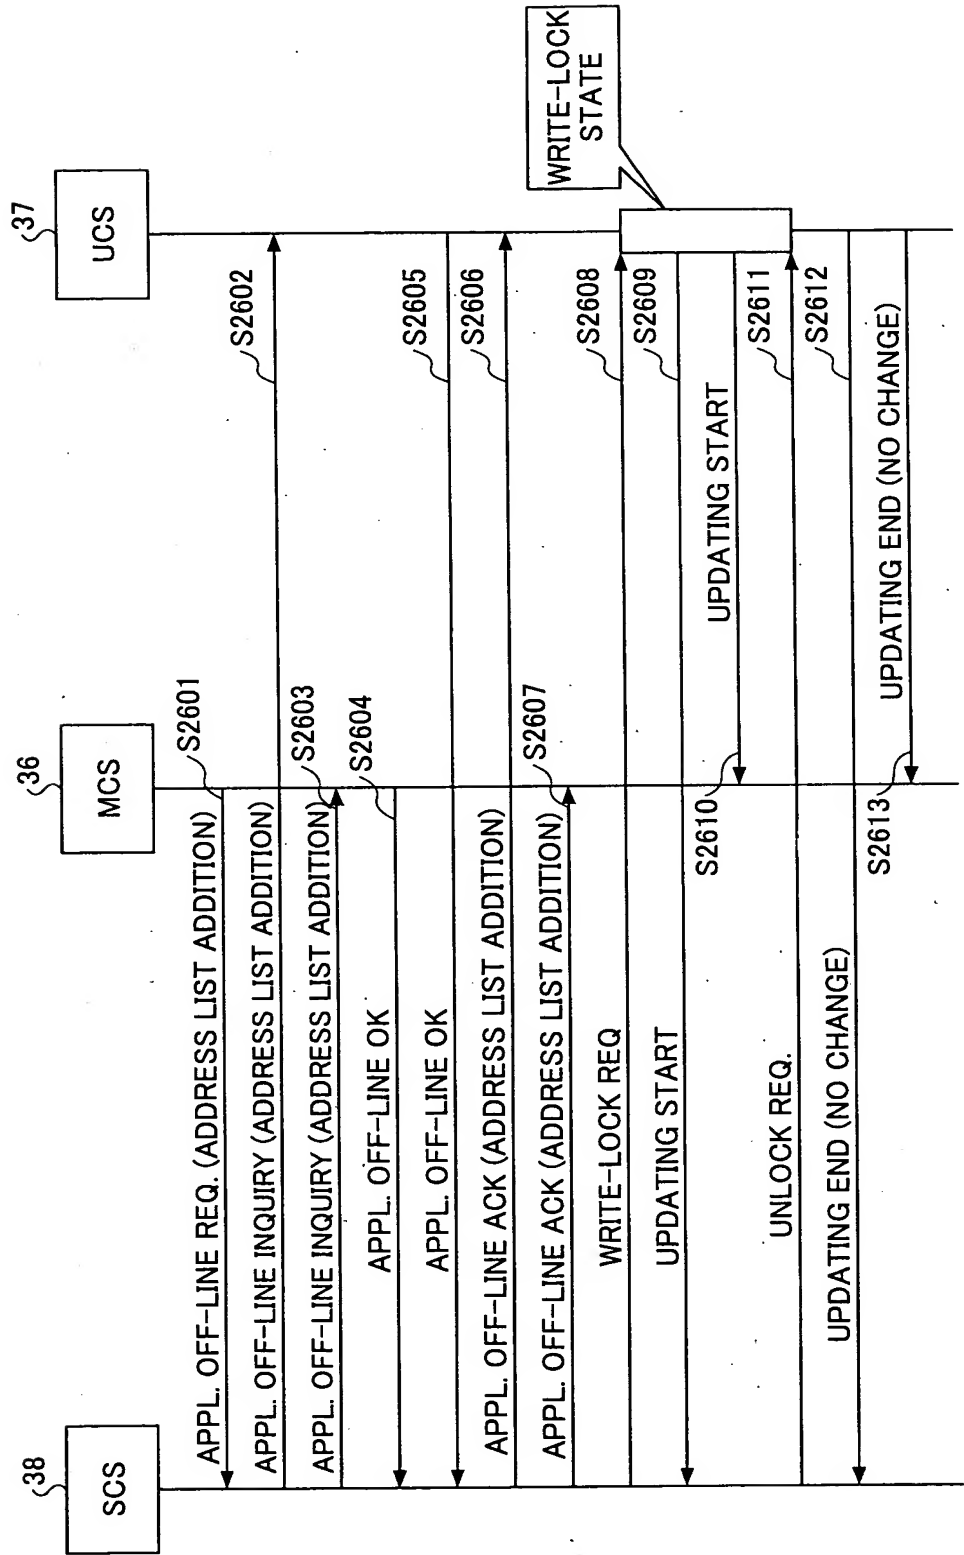 38
SCS
36
MCS
37
UCS
APPL. OFF-LINE REQ. (ADDRESS LIST ADDITION)
S2601
APPL. OFF-LINE INQUIRY (ADDRESS LIST ADDITION)
S2602
APPL. OFF-LINE INQUIRY (ADDRESS LIST ADDITION)
S2603
APPL. OFF-LINE OK
S2604
APPL. OFF-LINE OK
S2605
APPL. OFF-LINE ACK (ADDRESS LIST ADDITION)
S2606
APPL. OFF-LINE ACK (ADDRESS LIST ADDITION)
S2607
WRITE-LOCK REQ
S2608
WRITE-LOCK
STATE
UPDATING START
S2609
UPDATING START
S2610
UNLOCK REQ.
S2611
UPDATING END (NO CHANGE)
S2612
UPDATING END (NO CHANGE)
S2613